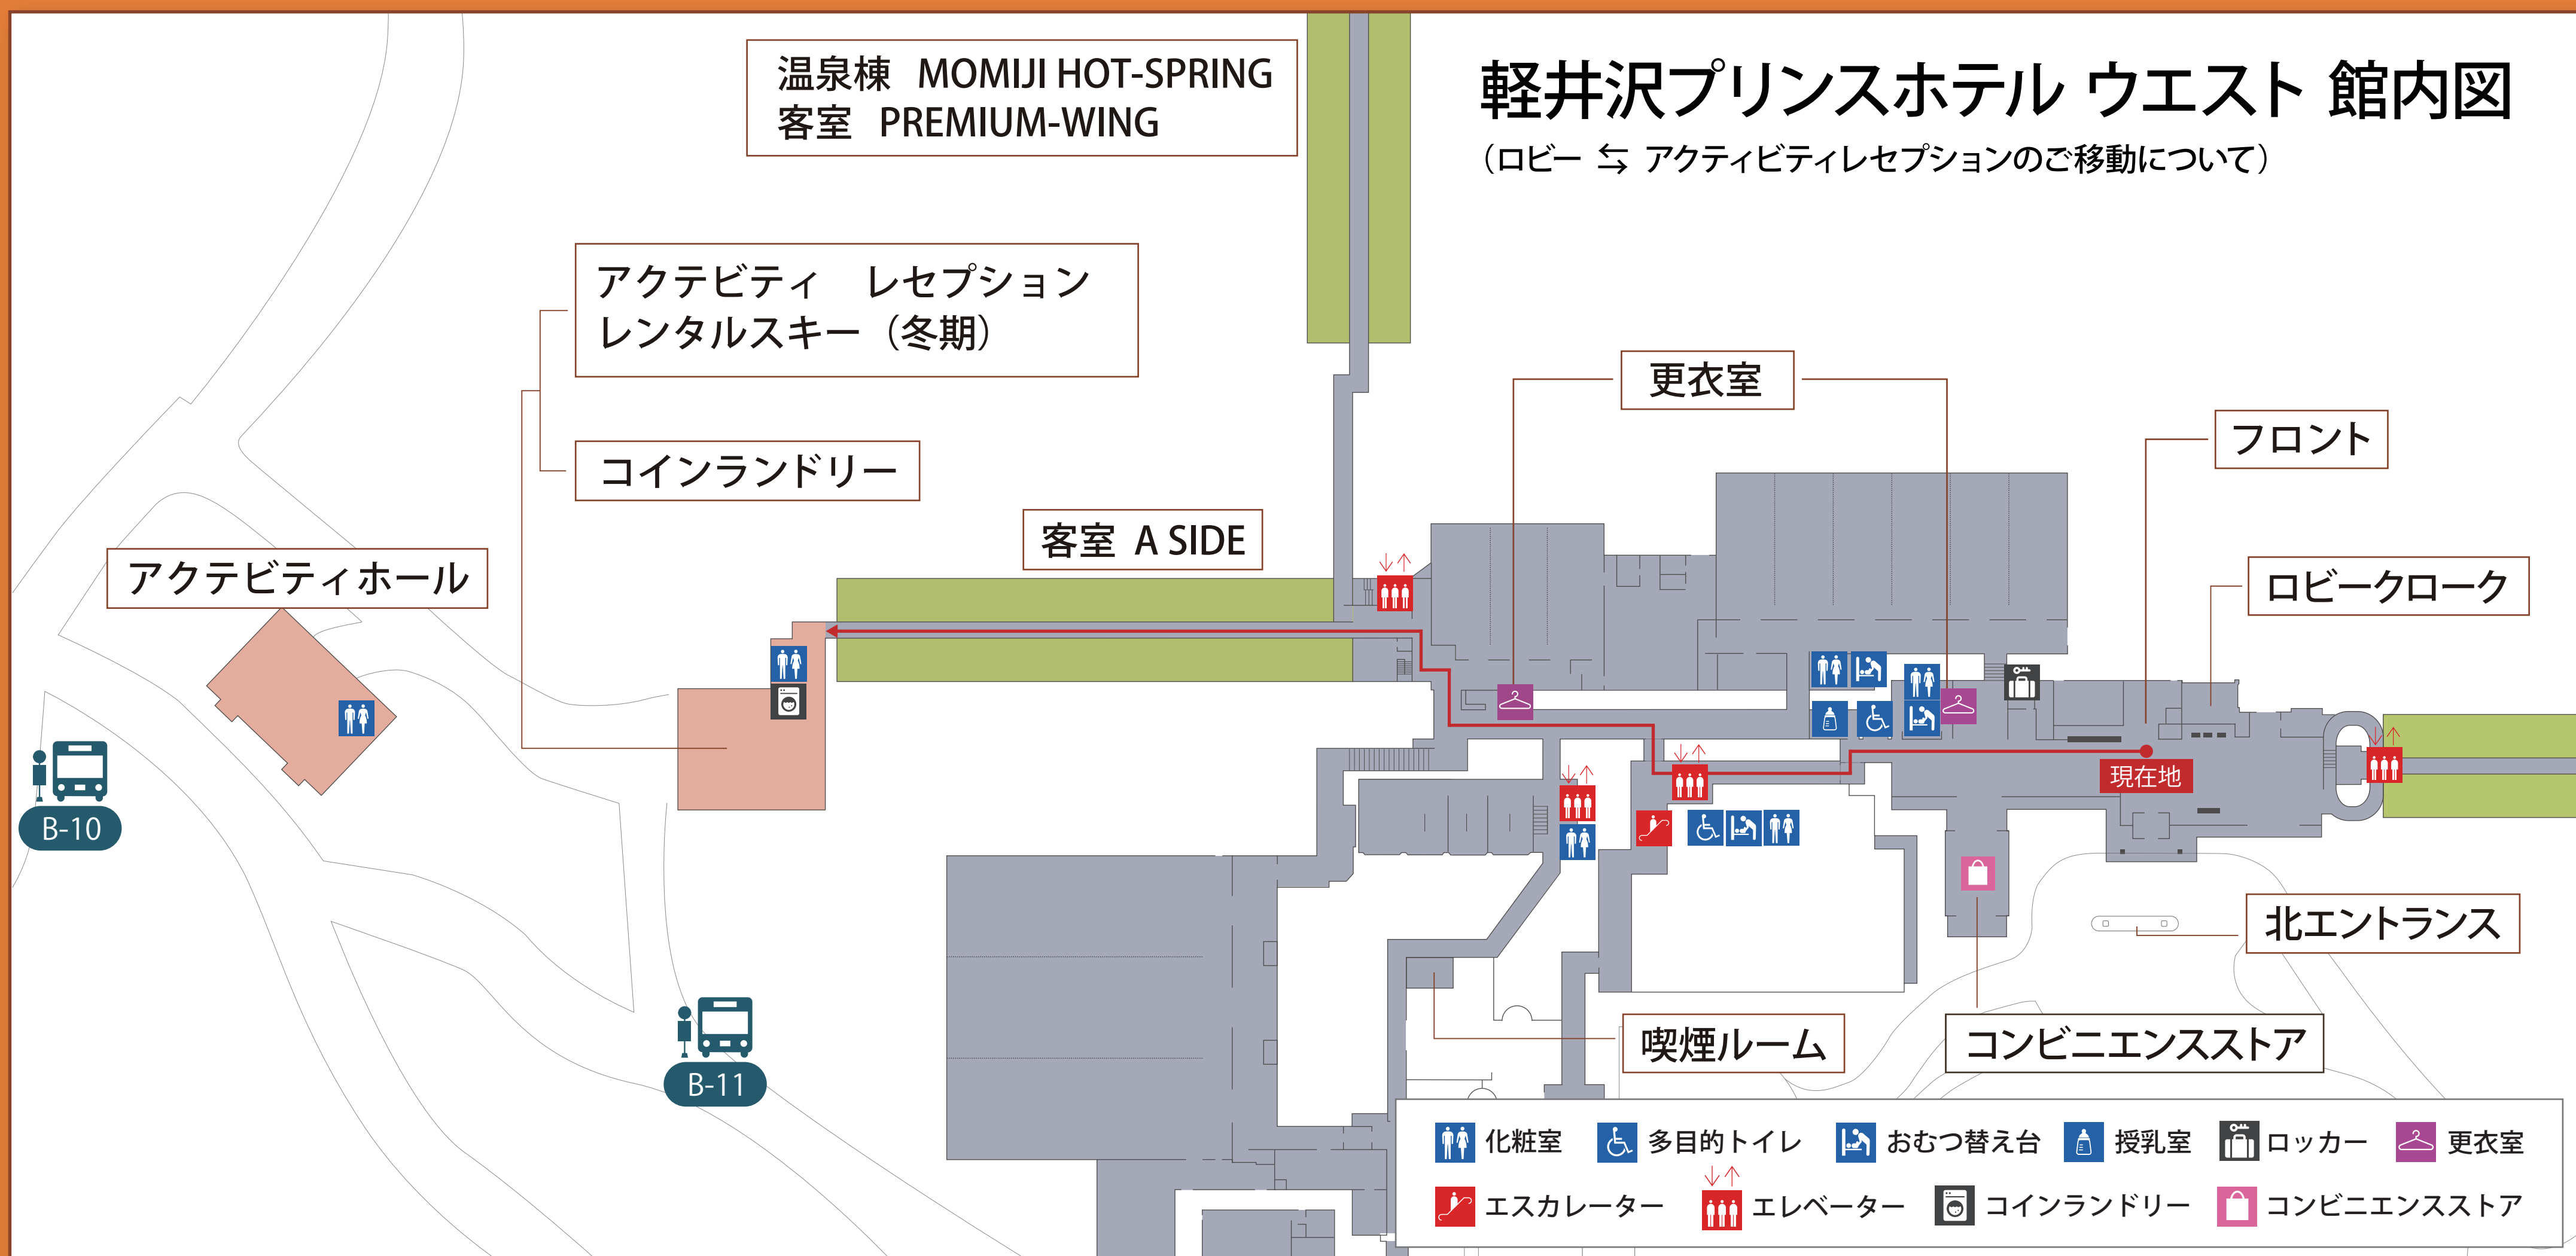 温泉棟 MOMIJI HOT-SPRING
客室 PREMIUM-WING
軽井沢プリンスホテル ウエスト 館内図
（ロビー ⇆ アクティビティレセプションのご移動について）
アクテビティ レセプション
レンタルスキー（冬期）
更衣室
フロント
コインランドリー
客室 A SIDE
アクテビティホール
ロビークローク
現在地
B-10
北エントランス
喫煙ルーム
コンビニエンスストア
B-11
化粧室
多目的トイレ
おむつ替え台
授乳室
ロッカー
更衣室
エスカレーター
エレベーター
コインランドリー
コンビニエンスストア